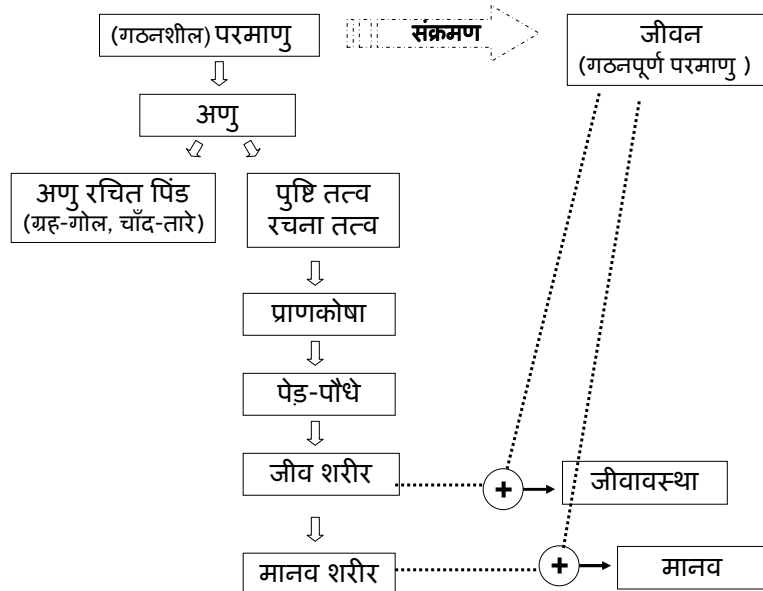 (गठनशील) परमाणु
संक्रमण
जीवन
(गठनपूर्ण परमाणु )
अणु
अणु रचित पिंड
(ग्रह-गोल, चाँद-तारे)
पुष्टि तत्व
रचना तत्व
प्राणकोषा
पेड़-पौधे
जीव शरीर
+
जीवावस्था
मानव शरीर
+
मानव